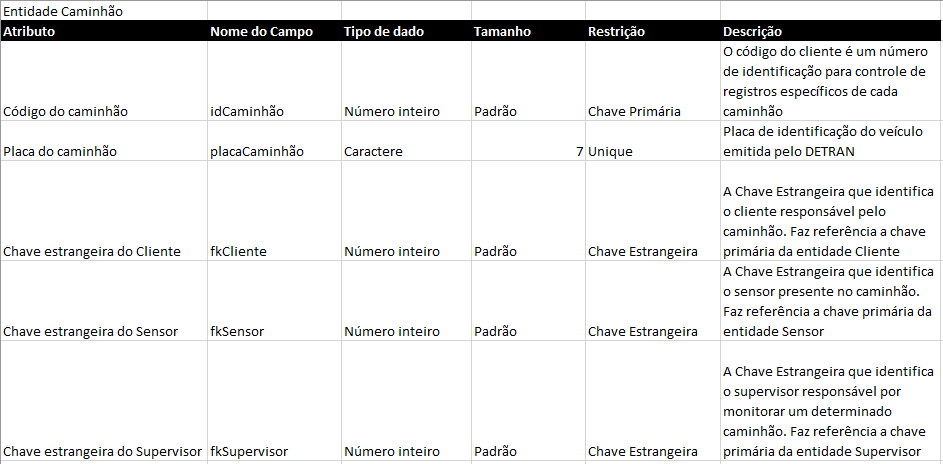 Entidade Caminhão
Atributo Nome do Campo Tipo de dado Tamanho Restrição Descrição
O código do cliente é um número
de identificação para controle de
registros específicos de cada
Código do caminhão idCaminhão Número inteiro Padrão Chave Primária caminhão
Placa de identificação do veículo
Placa do caminhão placaCaminhão Caractere 7 Unique emitida pelo DETRAN
A Chave Estrangeira que identifica
o cliente responsável pelo
caminhão. Faz referência a chave
Chave estrangeira do Cliente fkCliente Número inteiro Padrão Chave Estrangeira primária da entidade Cliente
A Chave Estrangeira que identifica
o sensor presente no caminhão.
Faz referência a chave primária da
Chave estrangeira do Sensor fkSensor Número inteiro Padrão Chave Estrangeira entidade Sensor
A Chave Estrangeira que identifica
o supervisor responsável por
monitorar um determinado
caminhão. Faz referência a chave
Chave estrangeira do Supervisor fkSupervisor Número inteiro Padrão Chave Estrangeira primária da entidade Supervisor